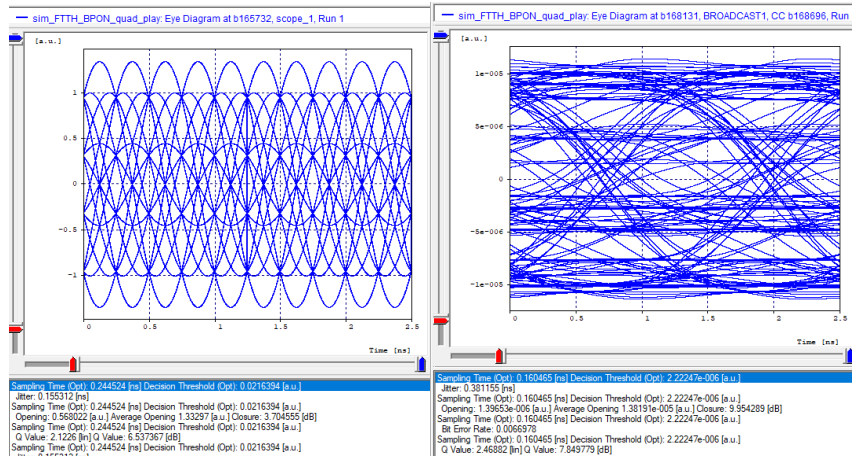 sim_FTTH_BPON_quad_play: Eye Diagram at b165732, scope_1, Run 1
[a.u.]
1
0.5
0
-0.5
-1
0 0.5 1 1.5 2 2.5
Time [ns]
Sampling Time (Opt): 0.244524 [ns] Decision Threshold (Opt): 0.0216394 [a.u.]
Jitter: 0.155312 [ns]
Sampling Time (Opt): 0.244524 [ns] Decision Threshold (Opt): 0.0216394 [a.u.]
Opening: 0.568022 [a.u.] Average Opening 1.33297 [a.u.] Closure: 3.704555 [dB]
Sampling Time (Opt): 0.244524 [ns] Decision Threshold (Opt): 0.0216394 [a.u.]
Q Value: 2.1226 [lin] Q Value: 6.537367 [dB]
Sampling Time (Opt): 0.244524 [ns] Decision Threshold (Opt): 0.0216394 [a.u.]
sim_FTTH_BPON_quad_play: Eye Diagram at b168131, BROADCAST1, CC b168696, Run
[a.u.]
1e-005
5e-006
0
-5e-006
-1e-005
0 0.5 1 1.5 2 2.5
Time [ns]
Sampling Time (Opt): 0.160465 [ns] Decision Threshold (Opt): 2.22247e-006 [a.u.]
Jitter: 0.381155 [ns]
Sampling Time (Opt): 0.160465 [ns] Decision Threshold (Opt): 2.22247e-006 [a.u.]
Opening: 1.39653e-006 [a.u.] Average Opening 1.38191e-005 [a.u.] Closure: 9.954289 [dB]
Sampling Time (Opt): 0.160465 [ns] Decision Threshold (Opt): 2.22247e-006 [a.u.]
Bit Error Rate: 0.0066978
Sampling Time (Opt): 0.160465 [ns] Decision Threshold (Opt): 2.22247e-006 [a.u.]
Q Value: 2.46882 [lin] Q Value: 7.849779 [dB]